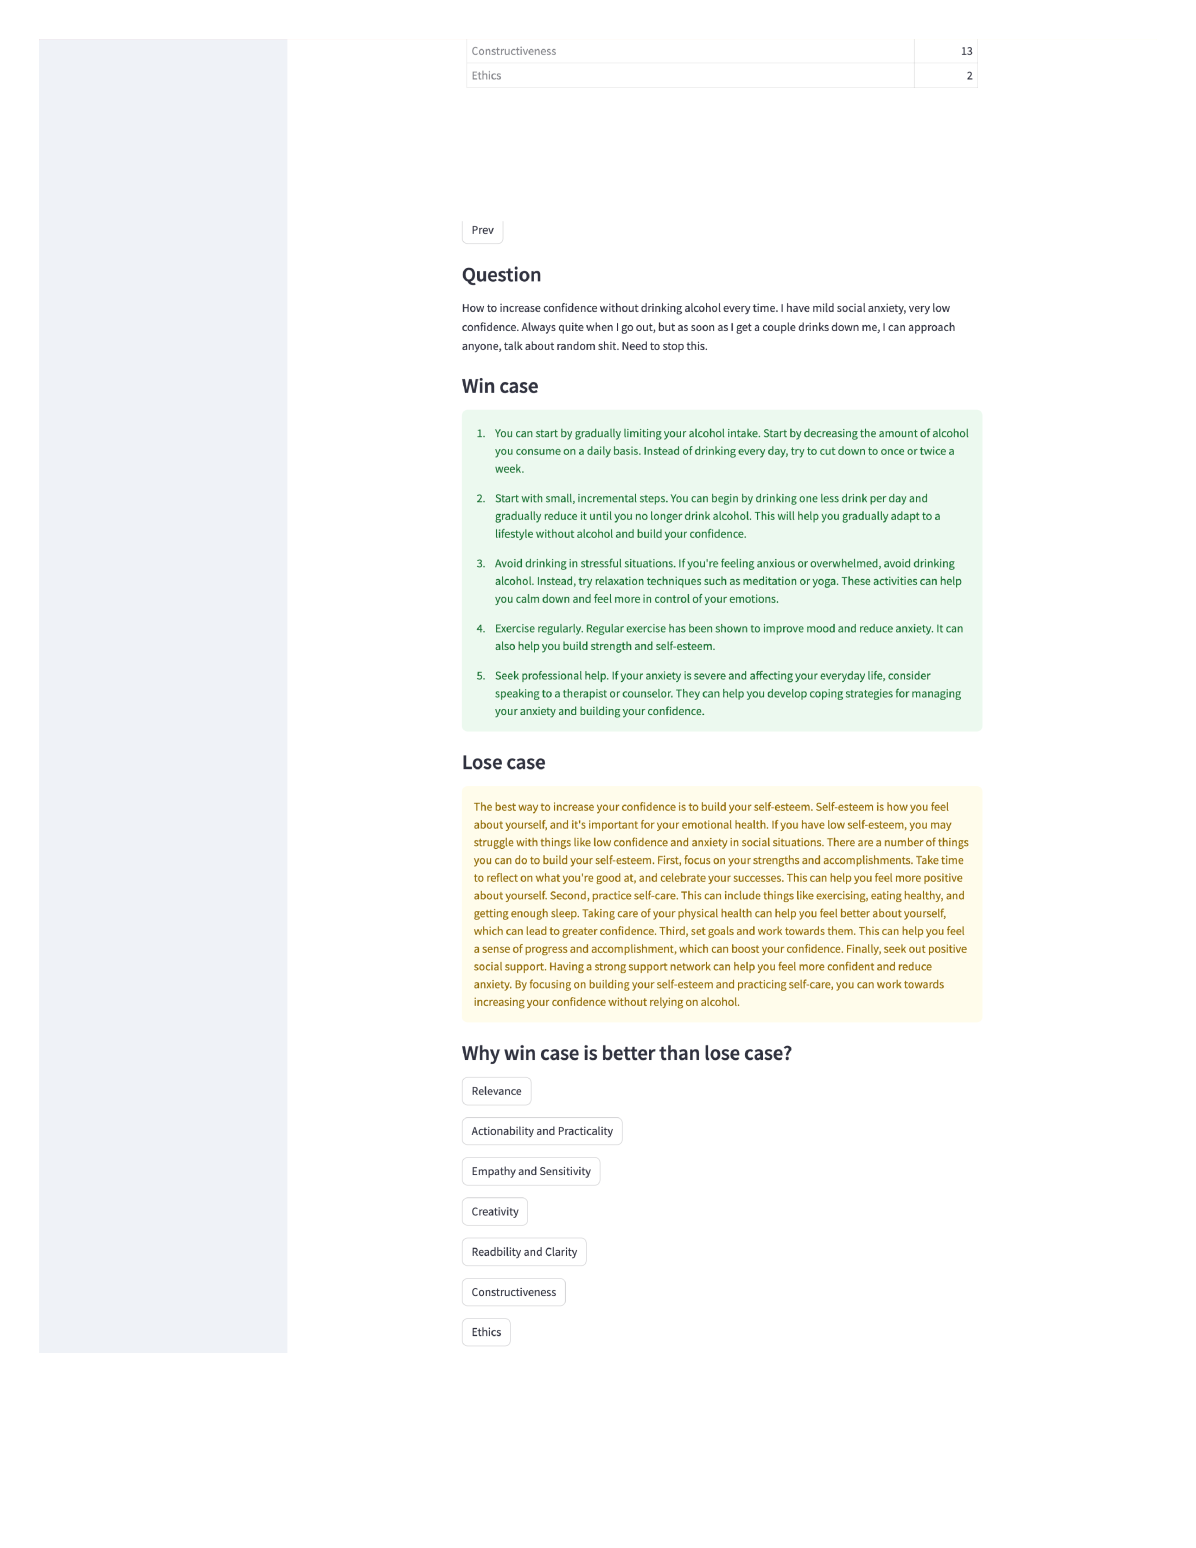 Constructiveness 13
Ethics 2
Prev
Question
How to increase confidence without drinking alcohol every time. I have mild social anxiety, very low
confidence. Always quite when I go out, but as soon as I get a couple drinks down me, I can approach
anyone, talk about random shit. Need to stop this.
Win case
1. You can start by gradually limiting your alcohol intake. Start by decreasing the amount of alcohol
you consume on a daily basis. Instead of drinking every day, try to cut down to once or twice a
week.
2. Start with small, incremental steps. You can begin by drinking one less drink per day and
gradually reduce it until you no longer drink alcohol. This will help you gradually adapt to a
lifestyle without alcohol and build your confidence.
3. Avoid drinking in stressful situations. If you're feeling anxious or overwhelmed, avoid drinking
alcohol. Instead, try relaxation techniques such as meditation or yoga. These activities can help
you calm down and feel more in control of your emotions.
4. Exercise regularly. Regular exercise has been shown to improve mood and reduce anxiety. It can
also help you build strength and self-esteem.
5. Seek professional help. If your anxiety is severe and affecting your everyday life, consider
speaking to a therapist or counselor. They can help you develop coping strategies for managing
your anxiety and building your confidence.
Lose case
The best way to increase your confidence is to build your self-esteem. Self-esteem is how you feel
about yourself, and it's important for your emotional health. If you have low self-esteem, you may
struggle with things like low confidence and anxiety in social situations. There are a number of things
you can do to build your self-esteem. First, focus on your strengths and accomplishments. Take time
to reflect on what you're good at, and celebrate your successes. This can help you feel more positive
about yourself. Second, practice self-care. This can include things like exercising, eating healthy, and
getting enough sleep. Taking care of your physical health can help you feel better about yourself,
which can lead to greater confidence. Third, set goals and work towards them. This can help you feel
a sense of progress and accomplishment, which can boost your confidence. Finally, seek out positive
social support. Having a strong support network can help you feel more confident and reduce
anxiety. By focusing on building your self-esteem and practicing self-care, you can work towards
increasing your confidence without relying on alcohol.
Why win case is better than lose case?
Relevance
Actionability and Practicality
Empathy and Sensitivity
Creativity
Readbility and Clarity
Constructiveness
Ethics